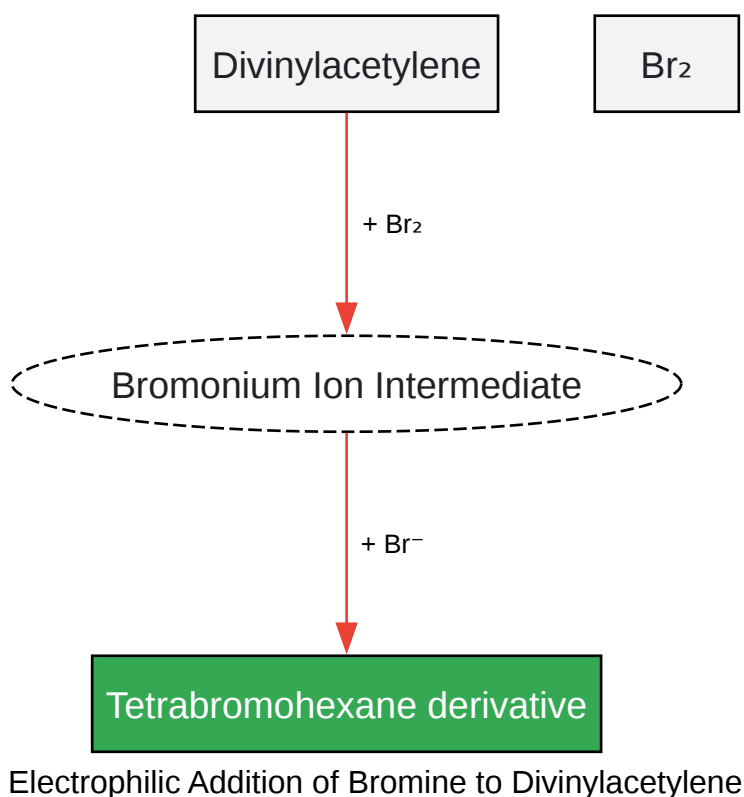 Divinylacetylene
Br₂
+ Br₂
Bromonium Ion Intermediate
+ Br⁻
Tetrabromohexane derivative
Electrophilic Addition of Bromine to Divinylacetylene